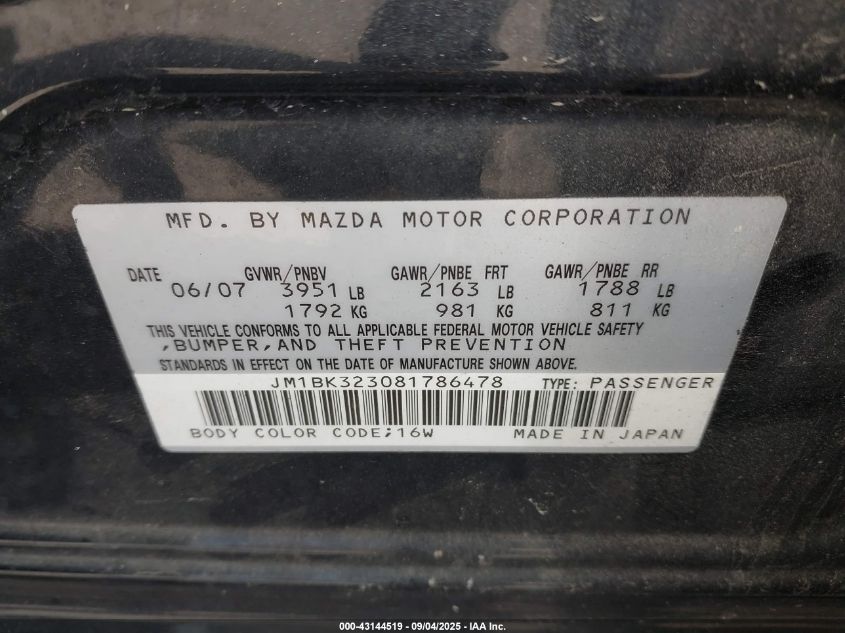 MFD. BY MAZDA MOTOR CORPORATION
DATE GVWR/PNBV GAWR/PNBE FRT GAWR/PNBE RR
06/07 3951 LB 2163 LB 1788 LB
1792 KG 981 KG 811 KG
THIS VEHICLE CONFORMS TO ALL APPLICABLE FEDERAL MOTOR VEHICLE SAFETY
,BUMPER,AND THEFT PREVENTION
STANDARDS IN EFFECT ON THE DATE OF MANUFACTURE SHOWN ABOVE.
JM1BK323081786478 TYPE: PASSENGER
BODY COLOR CODE;16W MADE IN JAPAN
000-43144519 - 09/04/2025 - IAA Inc.